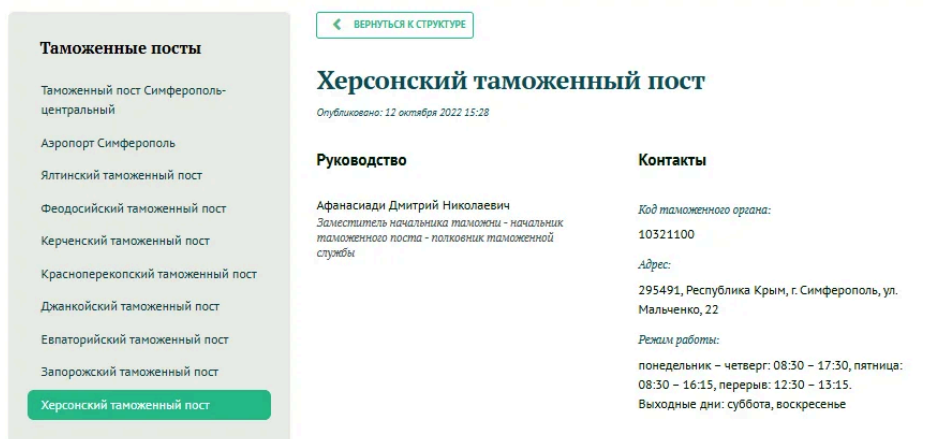 Таможенные посты
Таможенный пост Симферополь-
центральный
Аэропорт Симферополь
Ялтинский таможенный пост
Феодосийский таможенный пост
Керченский таможенный пост
Красноперекопский таможенный пост
Джанкойский таможенный пост
Евпаторийский таможенный пост
Запорожский таможенный пост
Херсонский таможенный пост
ВЕРНУТЬСЯ К СТРУКТУРЕ
Херсонский таможенный пост
Опубликовано: 12 октября 2022 15:28
Руководство
Афанасиади Дмитрий Николаевич
Заместитель начальника таможни - начальник
таможенного поста - полковник таможенной
службы
Контакты
Код таможенного органа:
10321100
Адрес:
295491, Республика Крым, г. Симферополь, ул.
Мальченко, 22
Режим работы:
понедельник – четверг: 08:30 – 17:30, пятница:
08:30 – 16:15, перерыв: 12:30 – 13:15.
Выходные дни: суббота, воскресенье